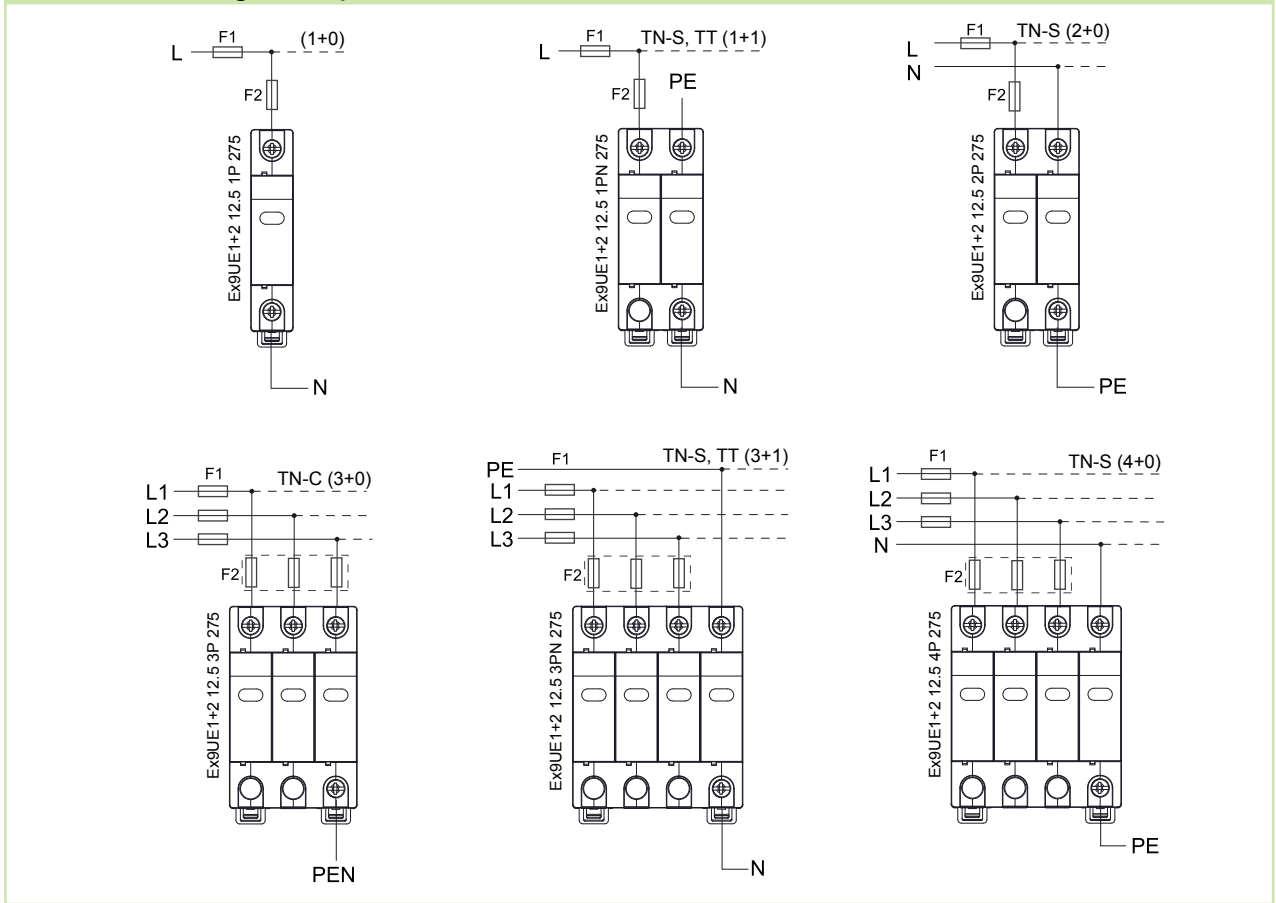 F1
(1+0)
L
F2
Ex9UE1+2 12.5 1P 275
N
F1
TN-S, TT (1+1)
L
PE
F2
Ex9UE1+2 12.5 1PN 275
N
F1
TN-S (2+0)
L
N
F2
Ex9UE1+2 12.5 2P 275
PE
F1
TN-C (3+0)
L1
L2
L3
F2
Ex9UE1+2 12.5 3P 275
PEN
F1
TN-S, TT (3+1)
PE
L1
L2
L3
F2
Ex9UE1+2 12.5 3PN 275
N
F1
TN-S (4+0)
L1
L2
L3
N
F2
Ex9UE1+2 12.5 4P 275
PE